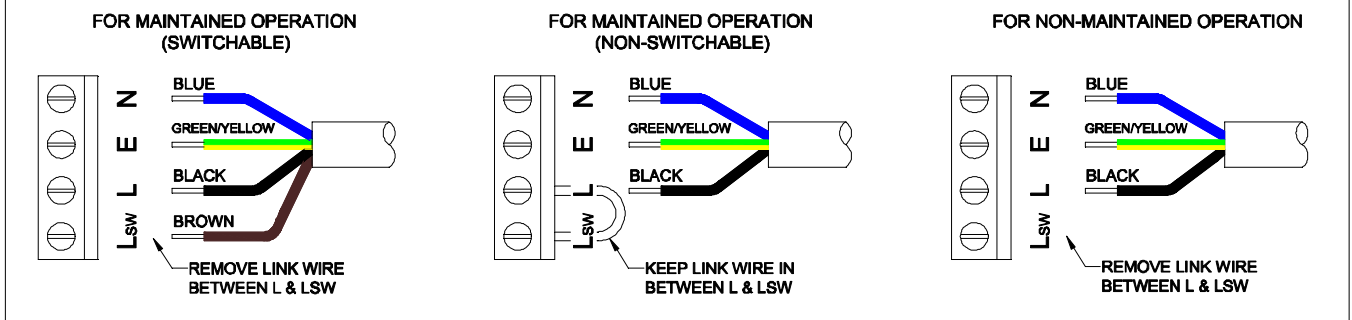 FOR MAINTAINED OPERATION
(SWITCHABLE)
N
BLUE
E
GREEN/YELLOW
L
BLACK
LSW
BROWN
REMOVE LINK WIRE
BETWEEN L & LSW
FOR MAINTAINED OPERATION
(NON-SWITCHABLE)
N
BLUE
E
GREEN/YELLOW
L
BLACK
LSW
KEEP LINK WIRE IN
BETWEEN L & LSW
FOR NON-MAINTAINED OPERATION
N
BLUE
E
GREEN/YELLOW
L
BLACK
LSW
REMOVE LINK WIRE
BETWEEN L & LSW